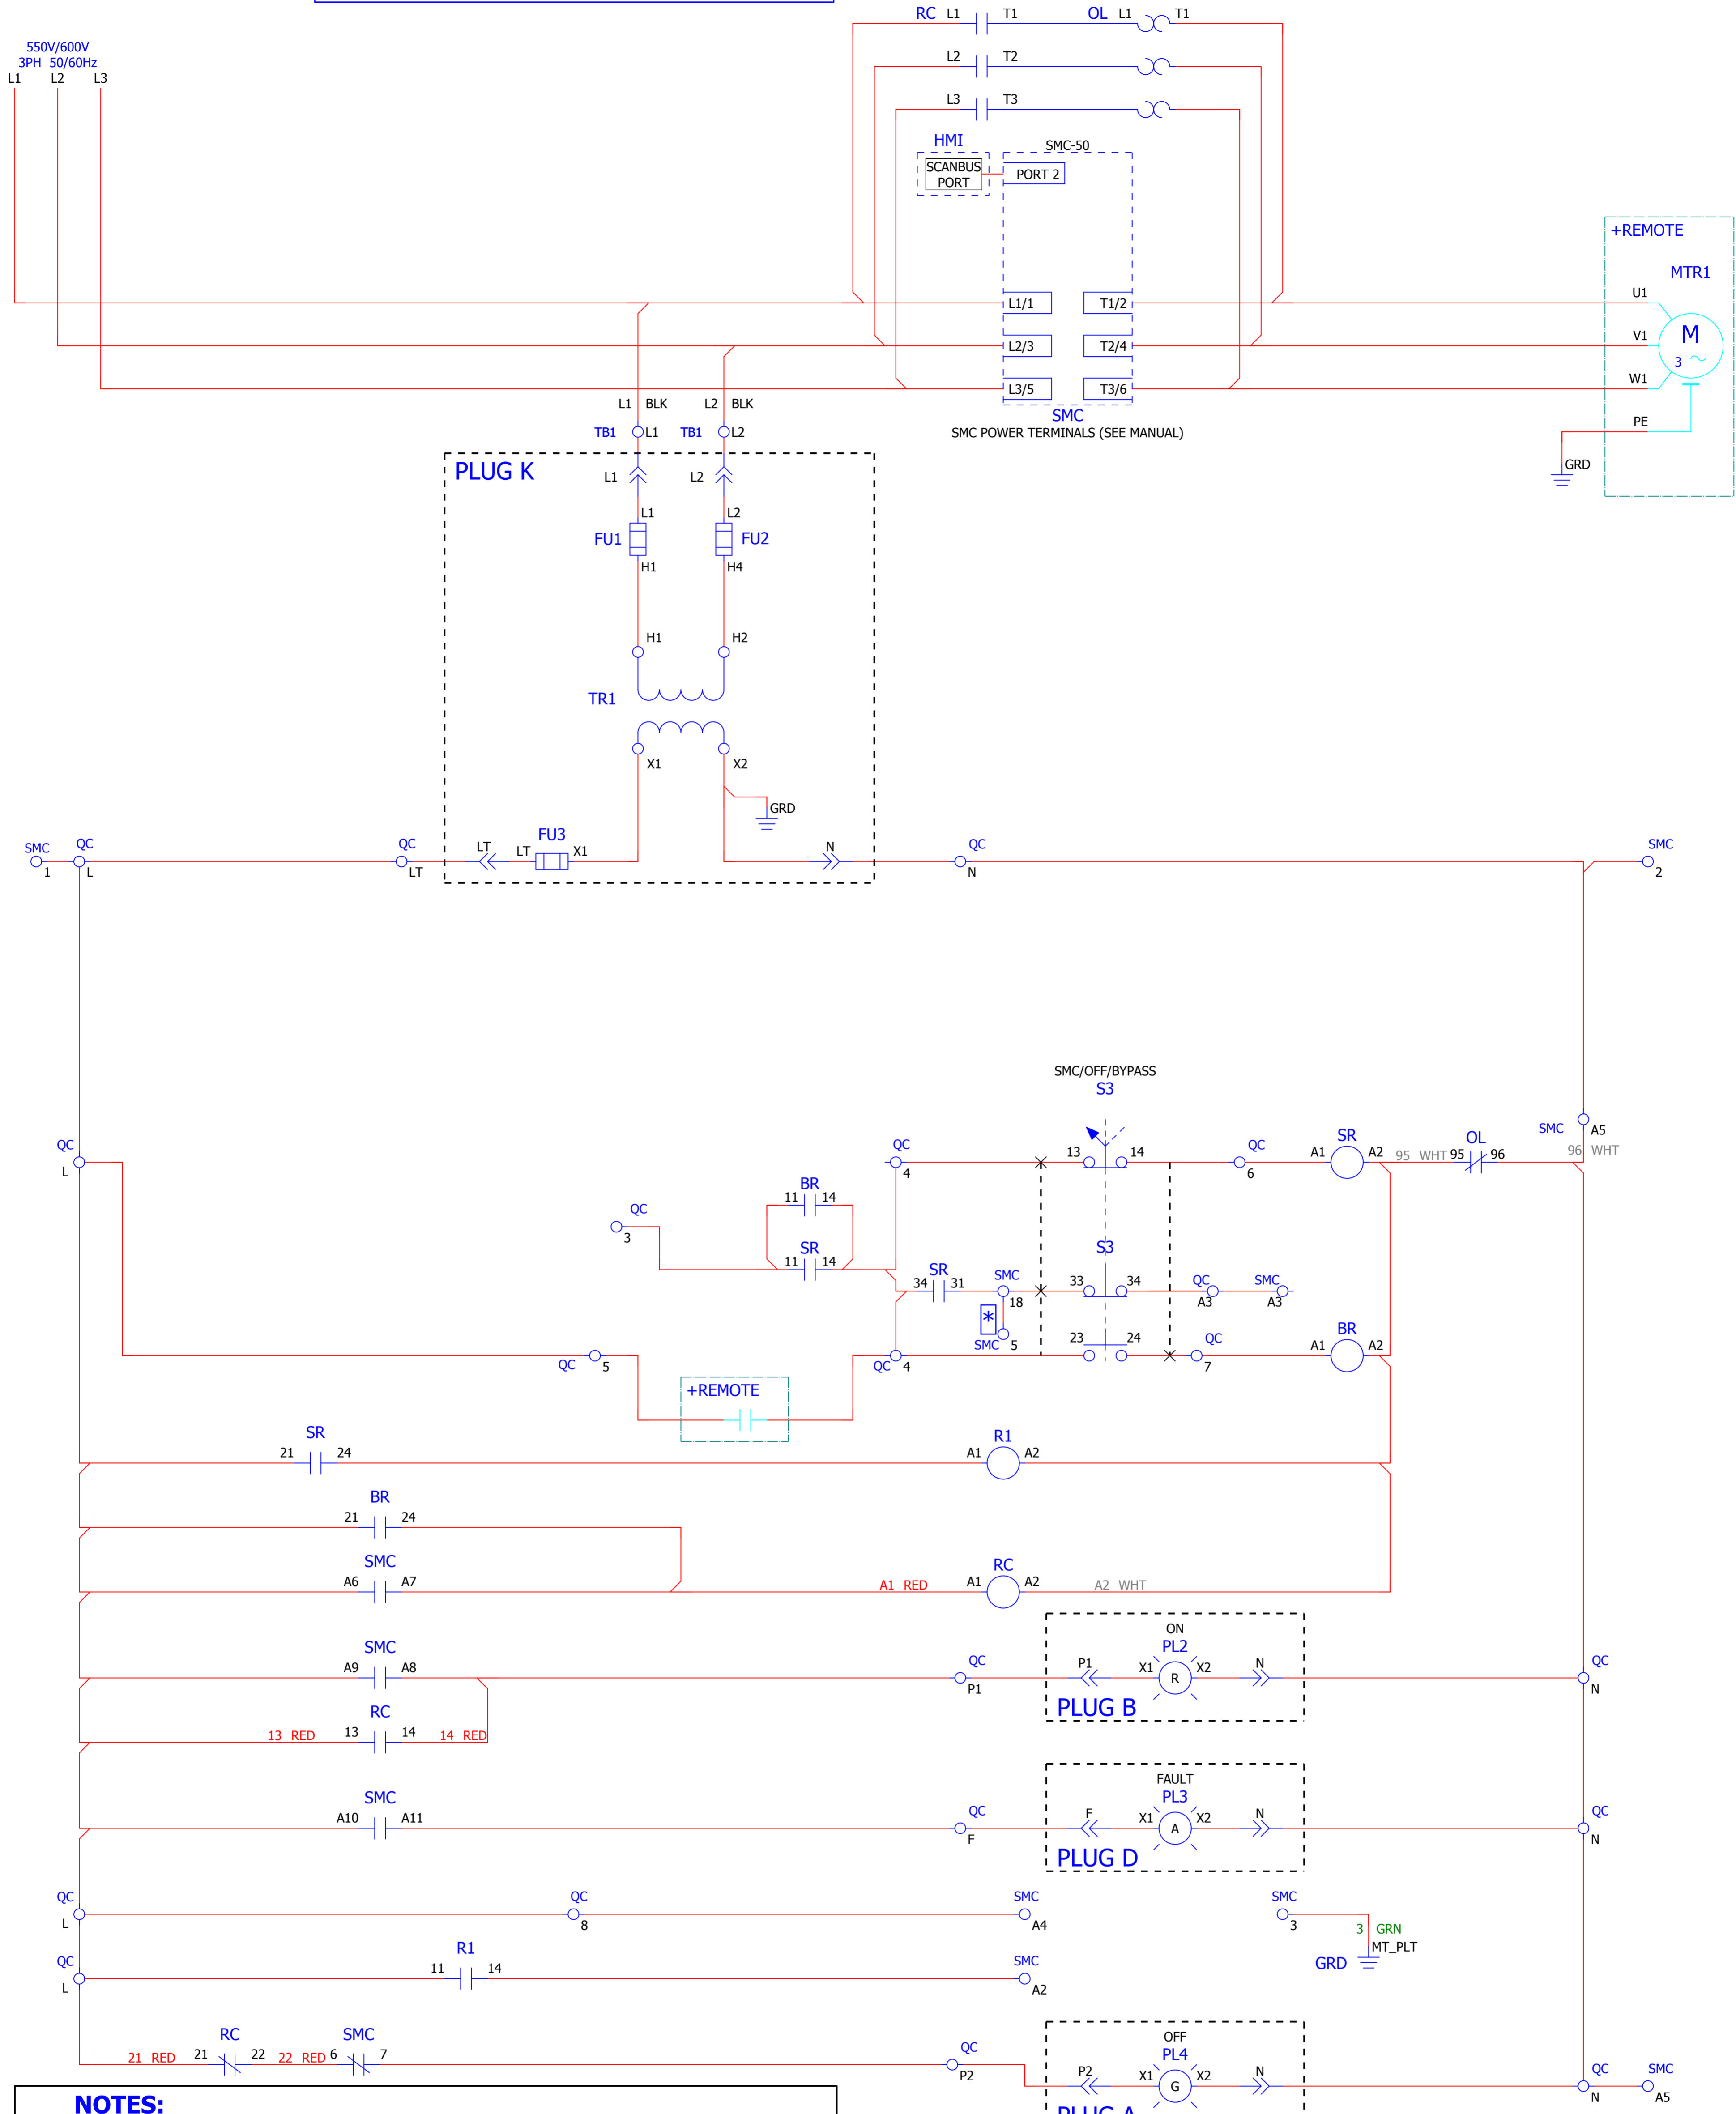 RC L1 T1 OL L1 T1
550V/600V
3PH 50/60Hz
L1 L2 L3
L2 T2
L3 T3
HMI
SMC-50
SCANBUS
PORT
PORT 2
+REMOTE
MTR1
L1/1 T1/2 U1
L2/3 T2/4 V1
M
3
L3/5 T3/6 W1
SMC
SMC POWER TERMINALS (SEE MANUAL)
PE
GRD
L1 BLK L2 BLK
TB1 L1 TB1 L2
PLUG K
L1 L2
L1 L2
FU1 FU2
H1 H4
H1 H2
TR1
X1 X2
GRD
FU3
SMC QC QC LT LT X1 N QC SMC
1 L LT N 2
SMC/OFF/BYPASS
S3
SMC A5
QC L
QC 4
13 14
QC 6
SR
A1 A2
95 WHT 95 OL 96
96 WHT
BR
11 14
QC 3
SR
11 14
S3
SR
34 31
SMC 18
33 34
QC A3
SMC A3
*
SMC 5
23 24
QC 7
BR
A1 A2
QC 5
QC 4
+REMOTE
SR
21 24
R1
A1 A2
BR
21 24
SMC
A6 A7
A1 RED
RC
A1 A2
A2 WHT
ON
SMC PL2
A9 A8
QC P1
P1 X1 R X2 N
QC N
PLUG B
RC
13 RED 13 14 14 RED
FAULT
SMC PL3
A10 A11
QC F
F X1 A X2 N
QC N
PLUG D
QC L
QC 8
SMC A4
SMC 3
3 GRN
MT_PLT
GRD
QC L
R1
11 14
SMC A2
OFF
RC SMC PL4
21 RED 21 22 22 RED 6 7
QC P2
P2 X1 G X2 N
QC N
SMC A5
PLUG A
NOTES: